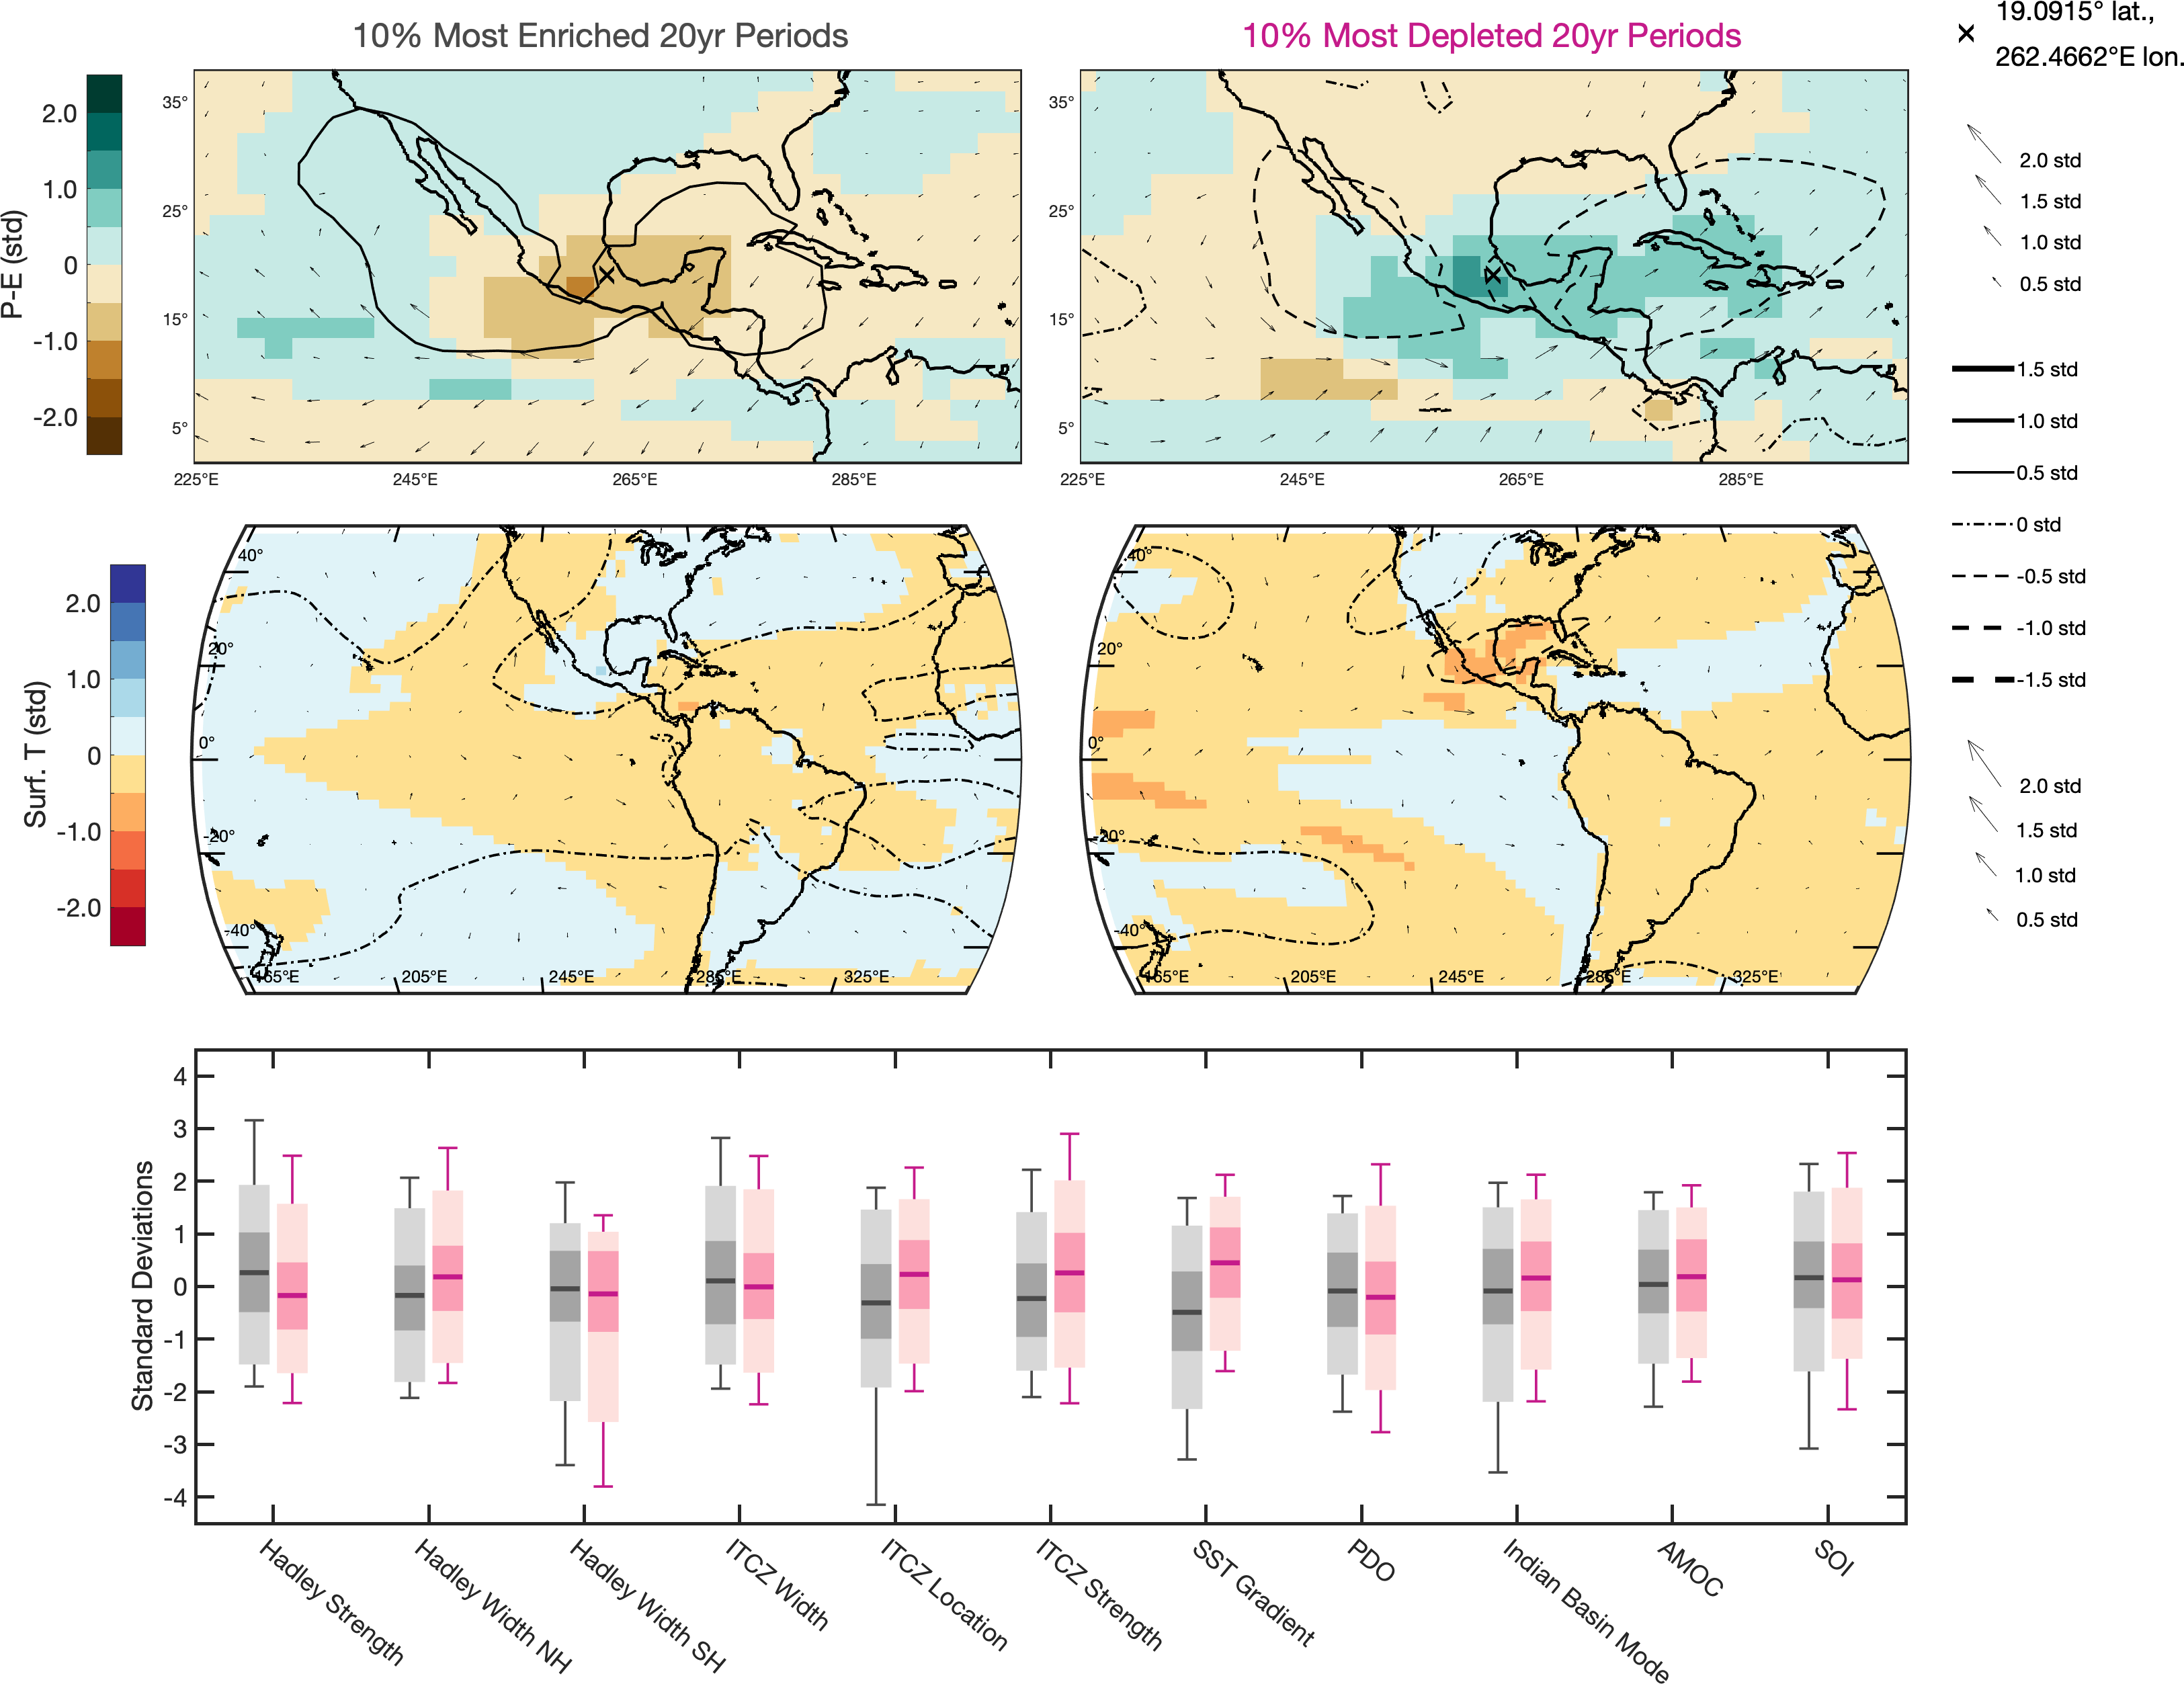 10% Most Enriched 20yr Periods
10% Most Depleted 20yr Periods
19.0915° lat.,
262.4662°E lon.
P-E (std)
2.0
1.0
0
-1.0
-2.0
35°
25°
15°
5°
225°E
245°E
265°E
285°E
35°
25°
15°
5°
225°E
245°E
265°E
285°E
2.0 std
1.5 std
1.0 std
0.5 std
1.5 std
1.0 std
0.5 std
0 std
-0.5 std
-1.0 std
-1.5 std
Surf. T (std)
2.0
1.0
0
-1.0
-2.0
40°
20°
0°
-20°
-40°
165°E
205°E
245°E
285°E
325°E
40°
20°
0°
-20°
-40°
165°E
205°E
245°E
285°E
325°E
2.0 std
1.5 std
1.0 std
0.5 std
Standard Deviations
4
3
2
1
0
-1
-2
-3
-4
Hadley Strength
Hadley Width NH
Hadley Width SH
ITCZ Width
ITCZ Location
ITCZ Strength
SST Gradient
PDO
Indian Basin Mode
AMOC
SOI